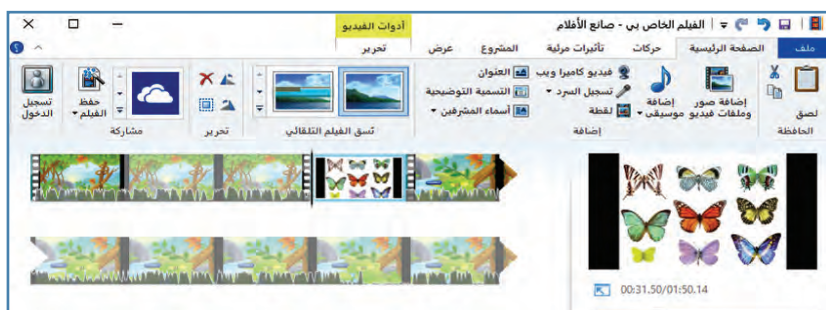 الفيلم الخاص بي - صانع الأفلام
أدوات الفيديو
ملف
الصفحة الرئيسية
حركات
تأثيرات مرئية
المشروع
عرض
تحرير
لصق
الحافظة
إضافة صور وملفات فيديو
إضافة موسيقى
فيديو كاميرا ويب
تسجيل السرد
لقطة
العنوان
التسمية التوضيحية
أسماء المشرفين
إضافة
نُسق الفيلم التلقائي
تحرير
حفظ الفيلم
مشاركة
تسجيل الدخول
00:31.50/01:50.14